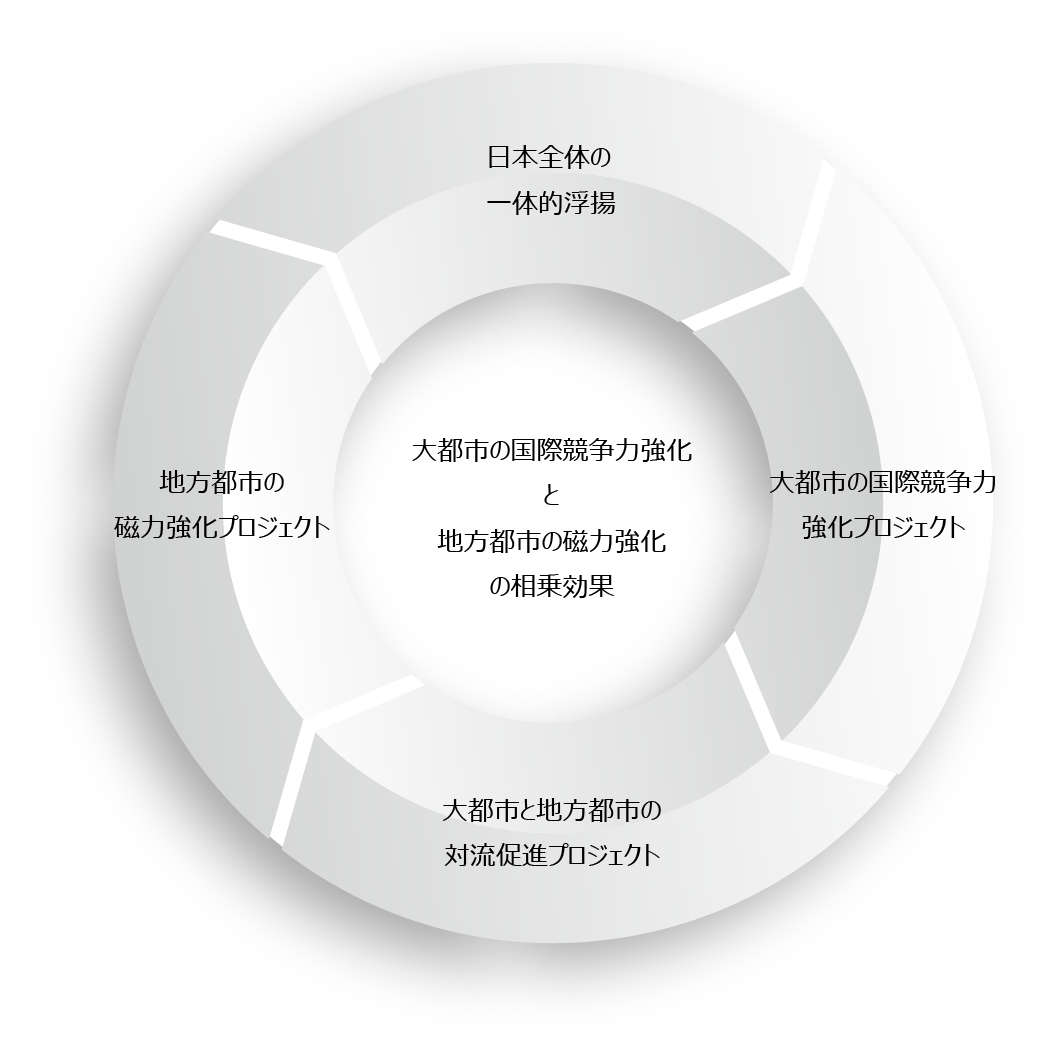 日本全体の
一体的浮揚
大都市の国際競争力強化
と
地方都市の磁力強化
の相乗効果
地方都市の
磁力強化プロジェクト
大都市の国際競争力
強化プロジェクト
大都市と地方都市の
対流促進プロジェクト